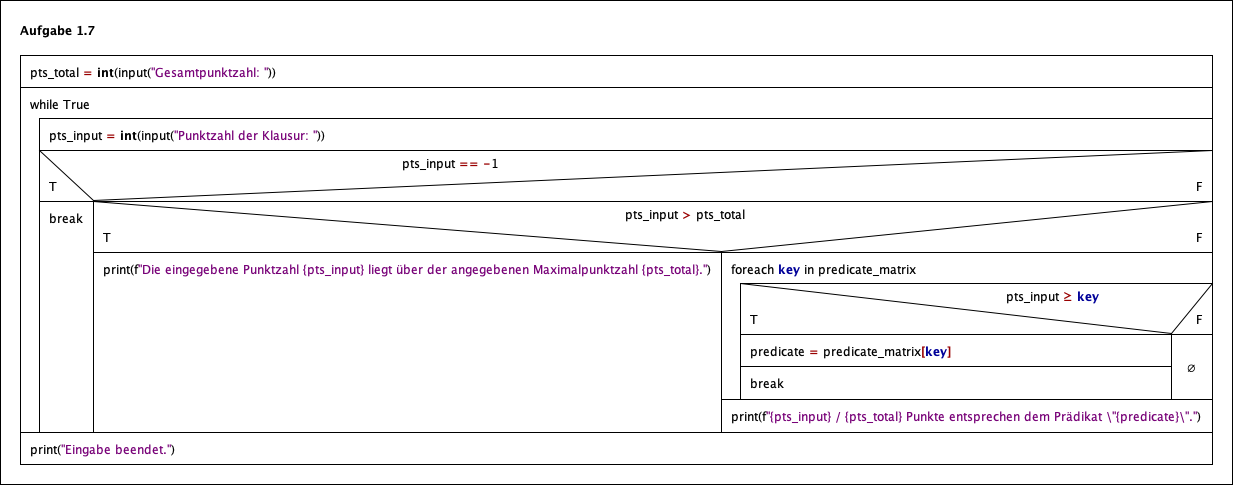 Aufgabe 1.7
pts_total = int(input("Gesamtpunktzahl: "))
while True
pts_input = int(input("Punktzahl der Klausur: "))
pts_input == -1
T
F
break
pts_input > pts_total
T
F
print(f"Die eingegebene Punktzahl {pts_input} liegt über der angegebenen Maximalpunktzahl {pts_total}.")
foreach key in predicate_matrix
pts_input ≥ key
T
F
predicate = predicate_matrix[key]
∅
break
print(f"{pts_input} / {pts_total} Punkte entsprechen dem Prädikat \"{predicate}\".")
print("Eingabe beendet.")